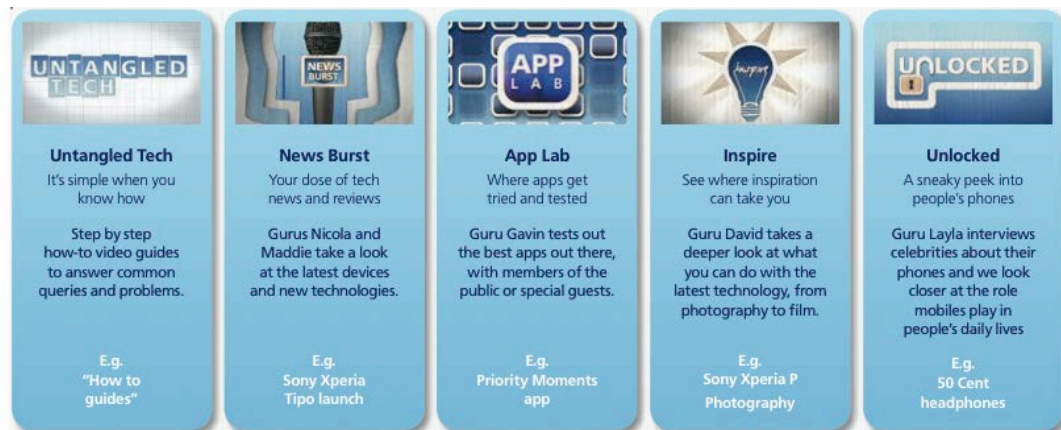 UNTANGLED
TECH
Untangled Tech
It's simple when you
know how
Step by step
how-to video guides
to answer common
queries and problems.
E.g.
"How to
guides"
NEWS
BURST
News Burst
Your dose of tech
news and reviews
Gurus Nicola and
Maddie take a look
at the latest devices
and new technologies.
E.g.
Sony Xperia
Tipo launch
APP
LAB
App Lab
Where apps get
tried and tested
Guru Gavin tests out
the best apps out there,
with members of the
public or special guests.
E.g.
Priority Moments
app
inspire
Inspire
See where inspiration
can take you
Guru David takes a
deeper look at what
you can do with the
latest technology, from
photography to film.
E.g.
Sony Xperia P
Photography
UNLOCKED
Unlocked
A sneaky peek into
people's phones
Guru Layla interviews
celebrities about their
phones and we look
closer at the role
mobiles play in
people's daily lives
E.g.
50 Cent
headphones